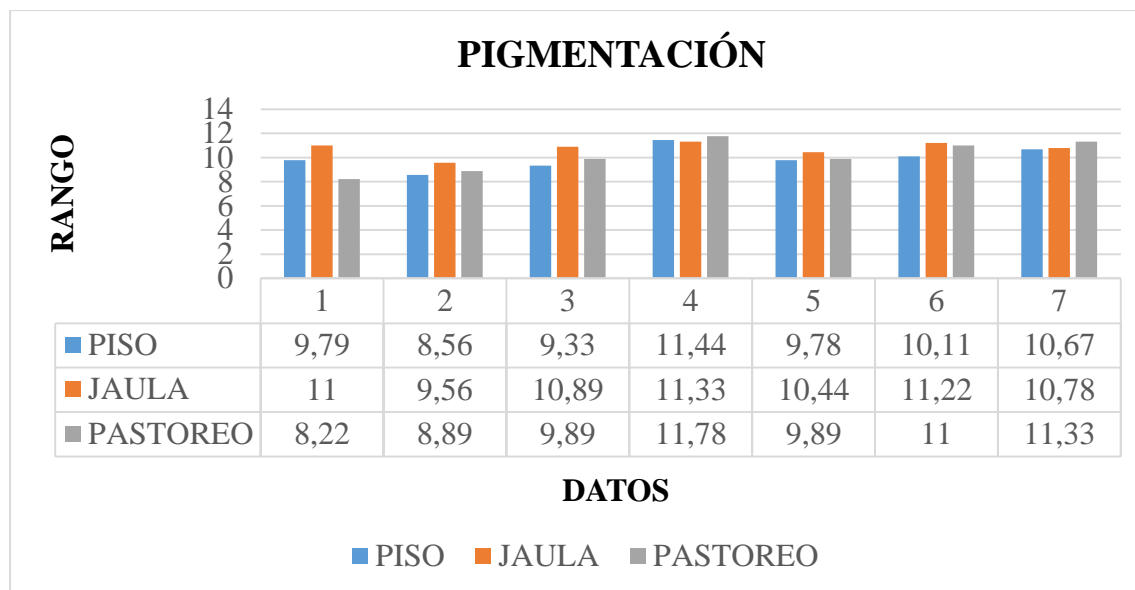 PIGMENTACIÓN
RANGO
14
12
10
8
6
4
2
0
1 2 3 4 5 6 7
PISO 9,79 8,56 9,33 11,44 9,78 10,11 10,67
JAULA 11 9,56 10,89 11,33 10,44 11,22 10,78
PASTOREO 8,22 8,89 9,89 11,78 9,89 11 11,33
DATOS
PISO JAULA PASTOREO